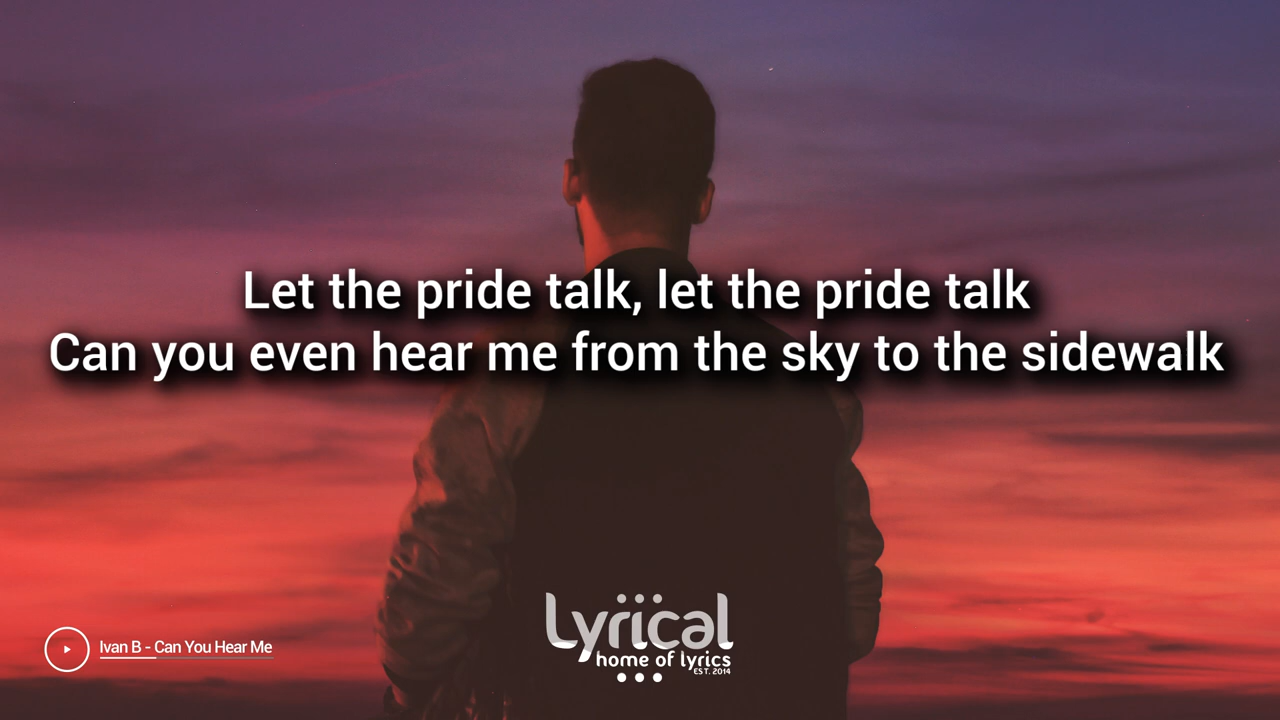 Let the pride talk, let the pride talk
Can you even hear me from the sky to the sidewalk
Ivan B - Can You Hear Me
Lyrical
home of lyrics
EST. 2014